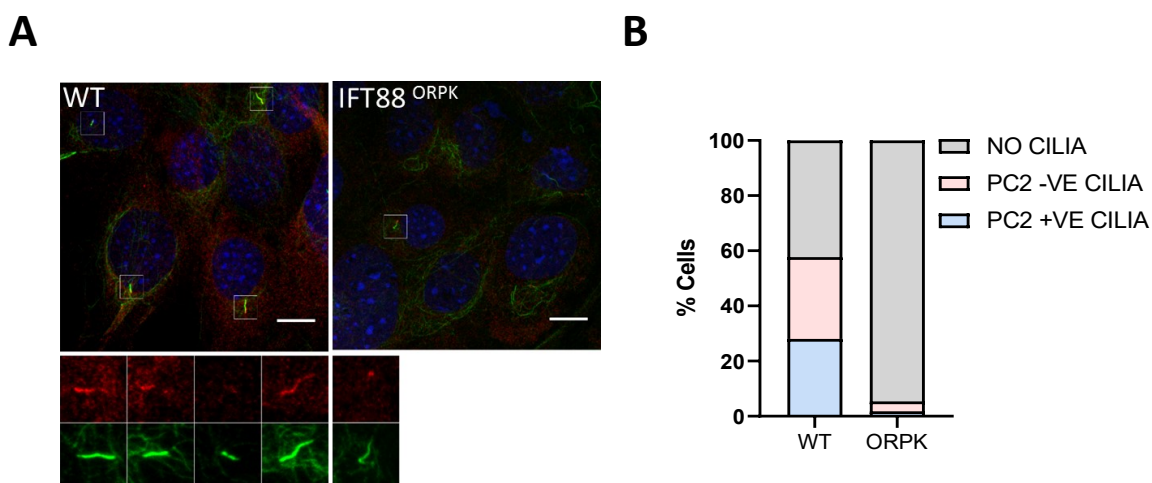 A
B
WT
IFT88 ORPK
% Cells
100
80
60
40
20
0
WT
ORPK
NO CILIA
PC2 -VE CILIA
PC2 +VE CILIA